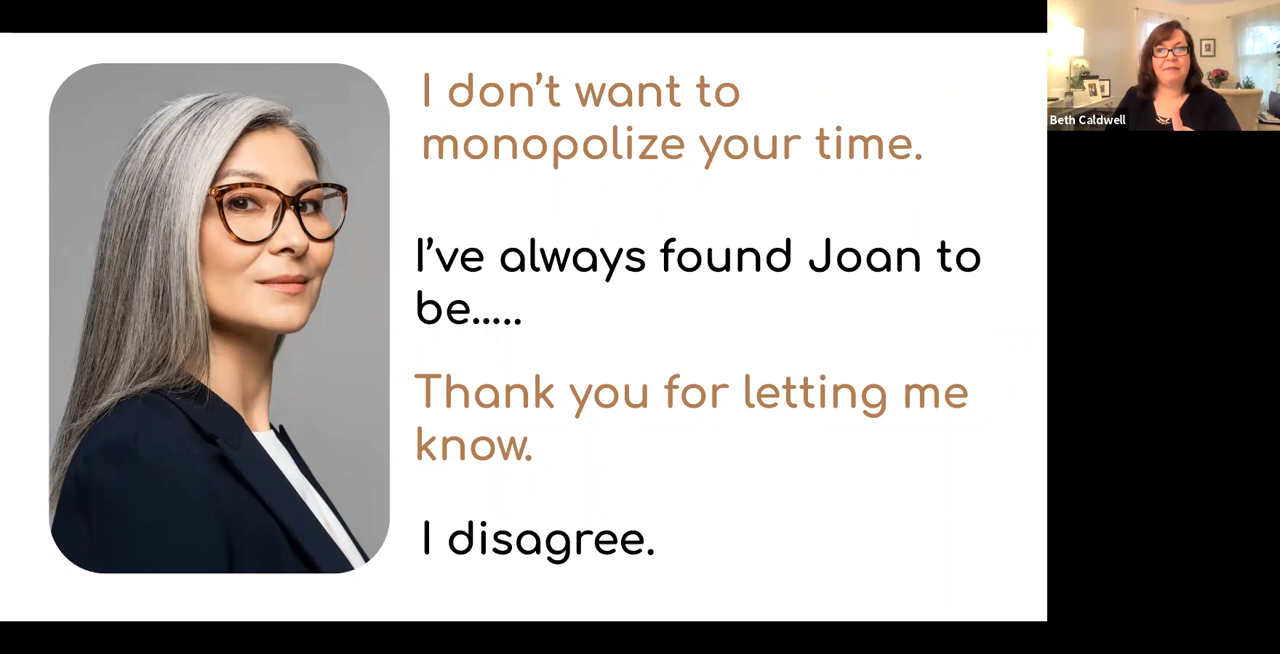 I don’t want to
monopolize your time.
I’ve always found Joan to
be.....
Thank you for letting me
know.
I disagree.
Beth Caldwell